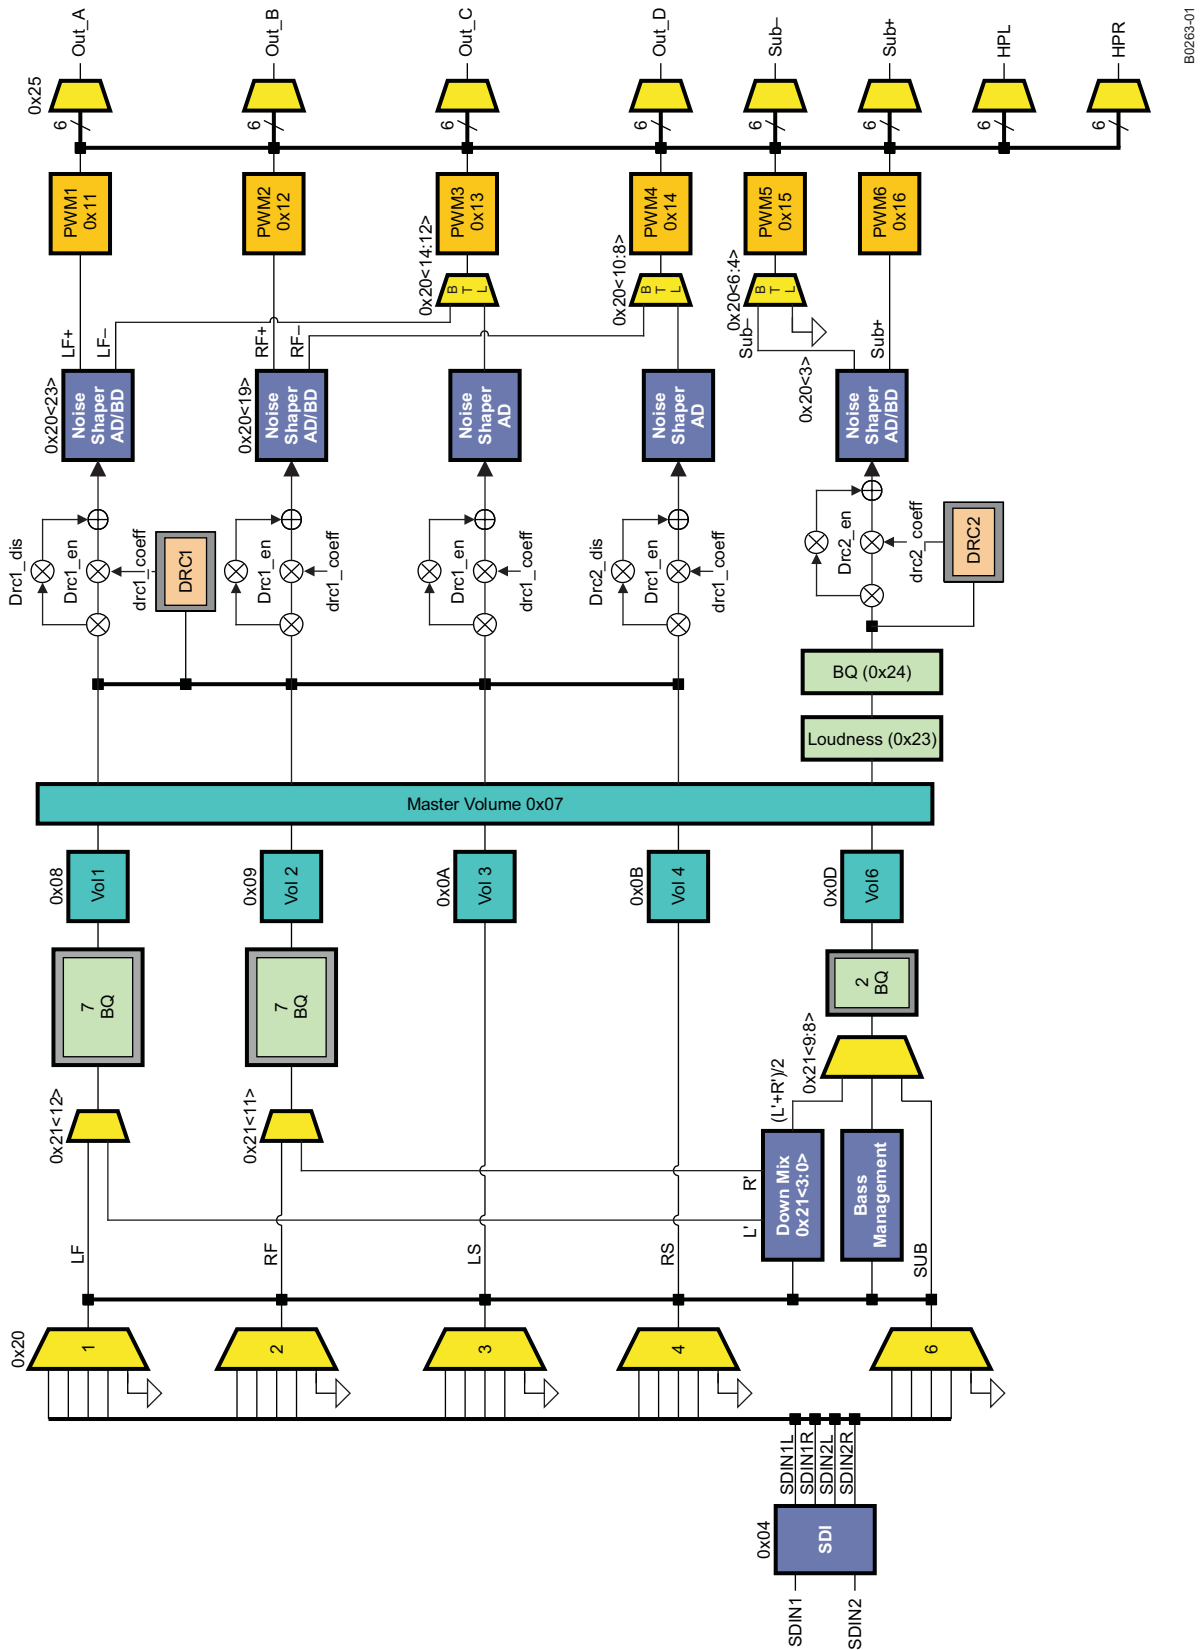 SDIN1
SDIN2
0x04
SDI
SDIN1L
SDIN1R
SDIN2L
SDIN2R
0x20
1
2
3
4
6
LF
RF
LS
RS
SUB
L'
R'
Down Mix
0x21<3:0>
Bass
Management
(L'+R')/2
0x21<12>
0x21<11>
0x21<9:8>
7
BQ
7
BQ
2
BQ
0x08
Vol1
0x09
Vol 2
0x0A
Vol 3
0x0B
Vol 4
0x0D
Vol6
Master Volume 0x07
Loudness (0x23)
BQ (0x24)
Drc1_dis
Drc1_en
drc1_coeff
DRC1
Drc1_en
drc1_coeff
Drc1_en
drc1_coeff
Drc2_dis
Drc1_en
drc1_coeff
Drc2_en
drc2_coeff
DRC2
0x20<23>
Noise
Shaper
AD/BD
0x20<19>
Noise
Shaper
AD/BD
Noise
Shaper
AD
Noise
Shaper
AD
0x20<3>
Noise
Shaper
AD/BD
LF+
LF–
RF+
RF–
Sub–
Sub+
0x20<14:12>
B
T
L
0x20<10:8>
B
T
L
0x20<6:4>
B
T
L
PWM1
0x11
PWM2
0x12
PWM3
0x13
PWM4
0x14
PWM5
0x15
PWM6
0x16
6
6
6
6
6
6
6
6
0x25
Out_A
Out_B
Out_C
Out_D
Sub–
Sub+
HPL
HPR
B0263-01